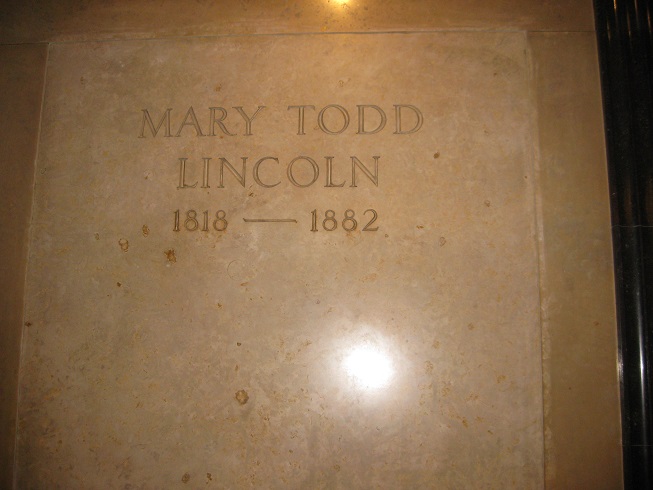 MARY TODD
LINCOLN
1818 — 1882